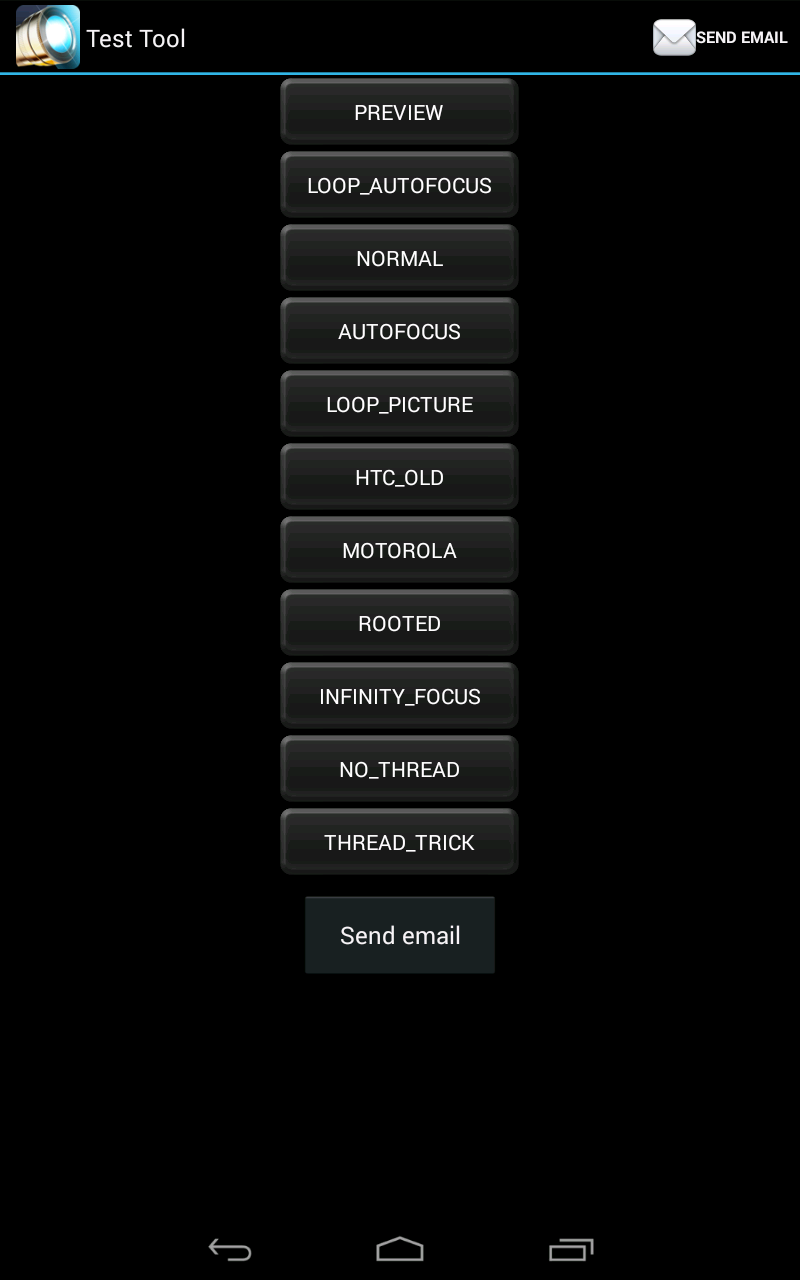 Test Tool
SEND EMAIL
PREVIEW
LOOP_AUTOFOCUS
NORMAL
AUTOFOCUS
LOOP_PICTURE
HTC_OLD
MOTOROLA
ROOTED
INFINITY_FOCUS
NO_THREAD
THREAD_TRICK
Send email